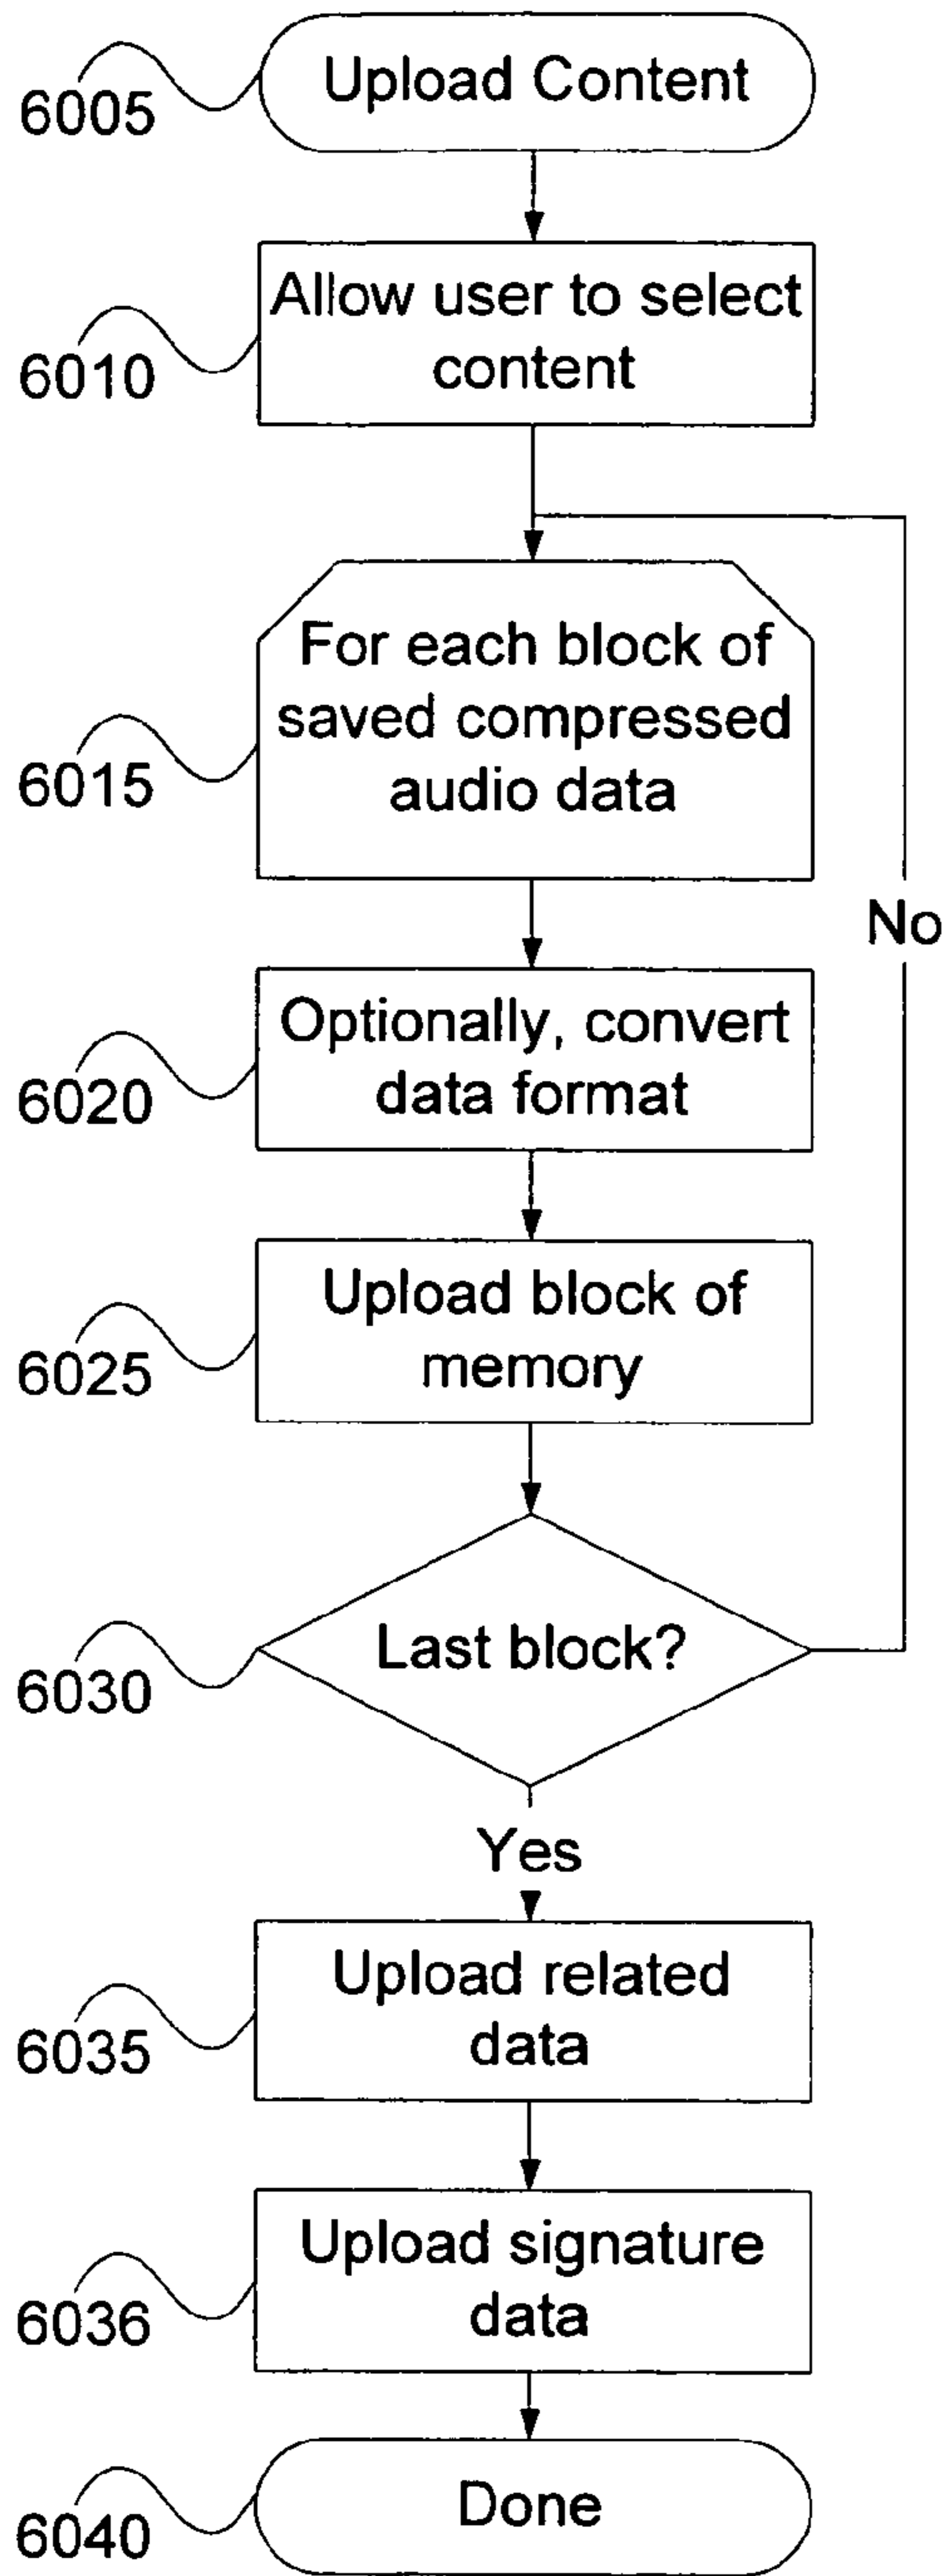 Upload Content
6005
Allow user to select
content
6010
For each block of
saved compressed
audio data
6015
No
Optionally, convert
data format
6020
Upload block of
memory
6025
Last block?
6030
Yes
Upload related
data
6035
Upload signature
data
6036
Done
6040